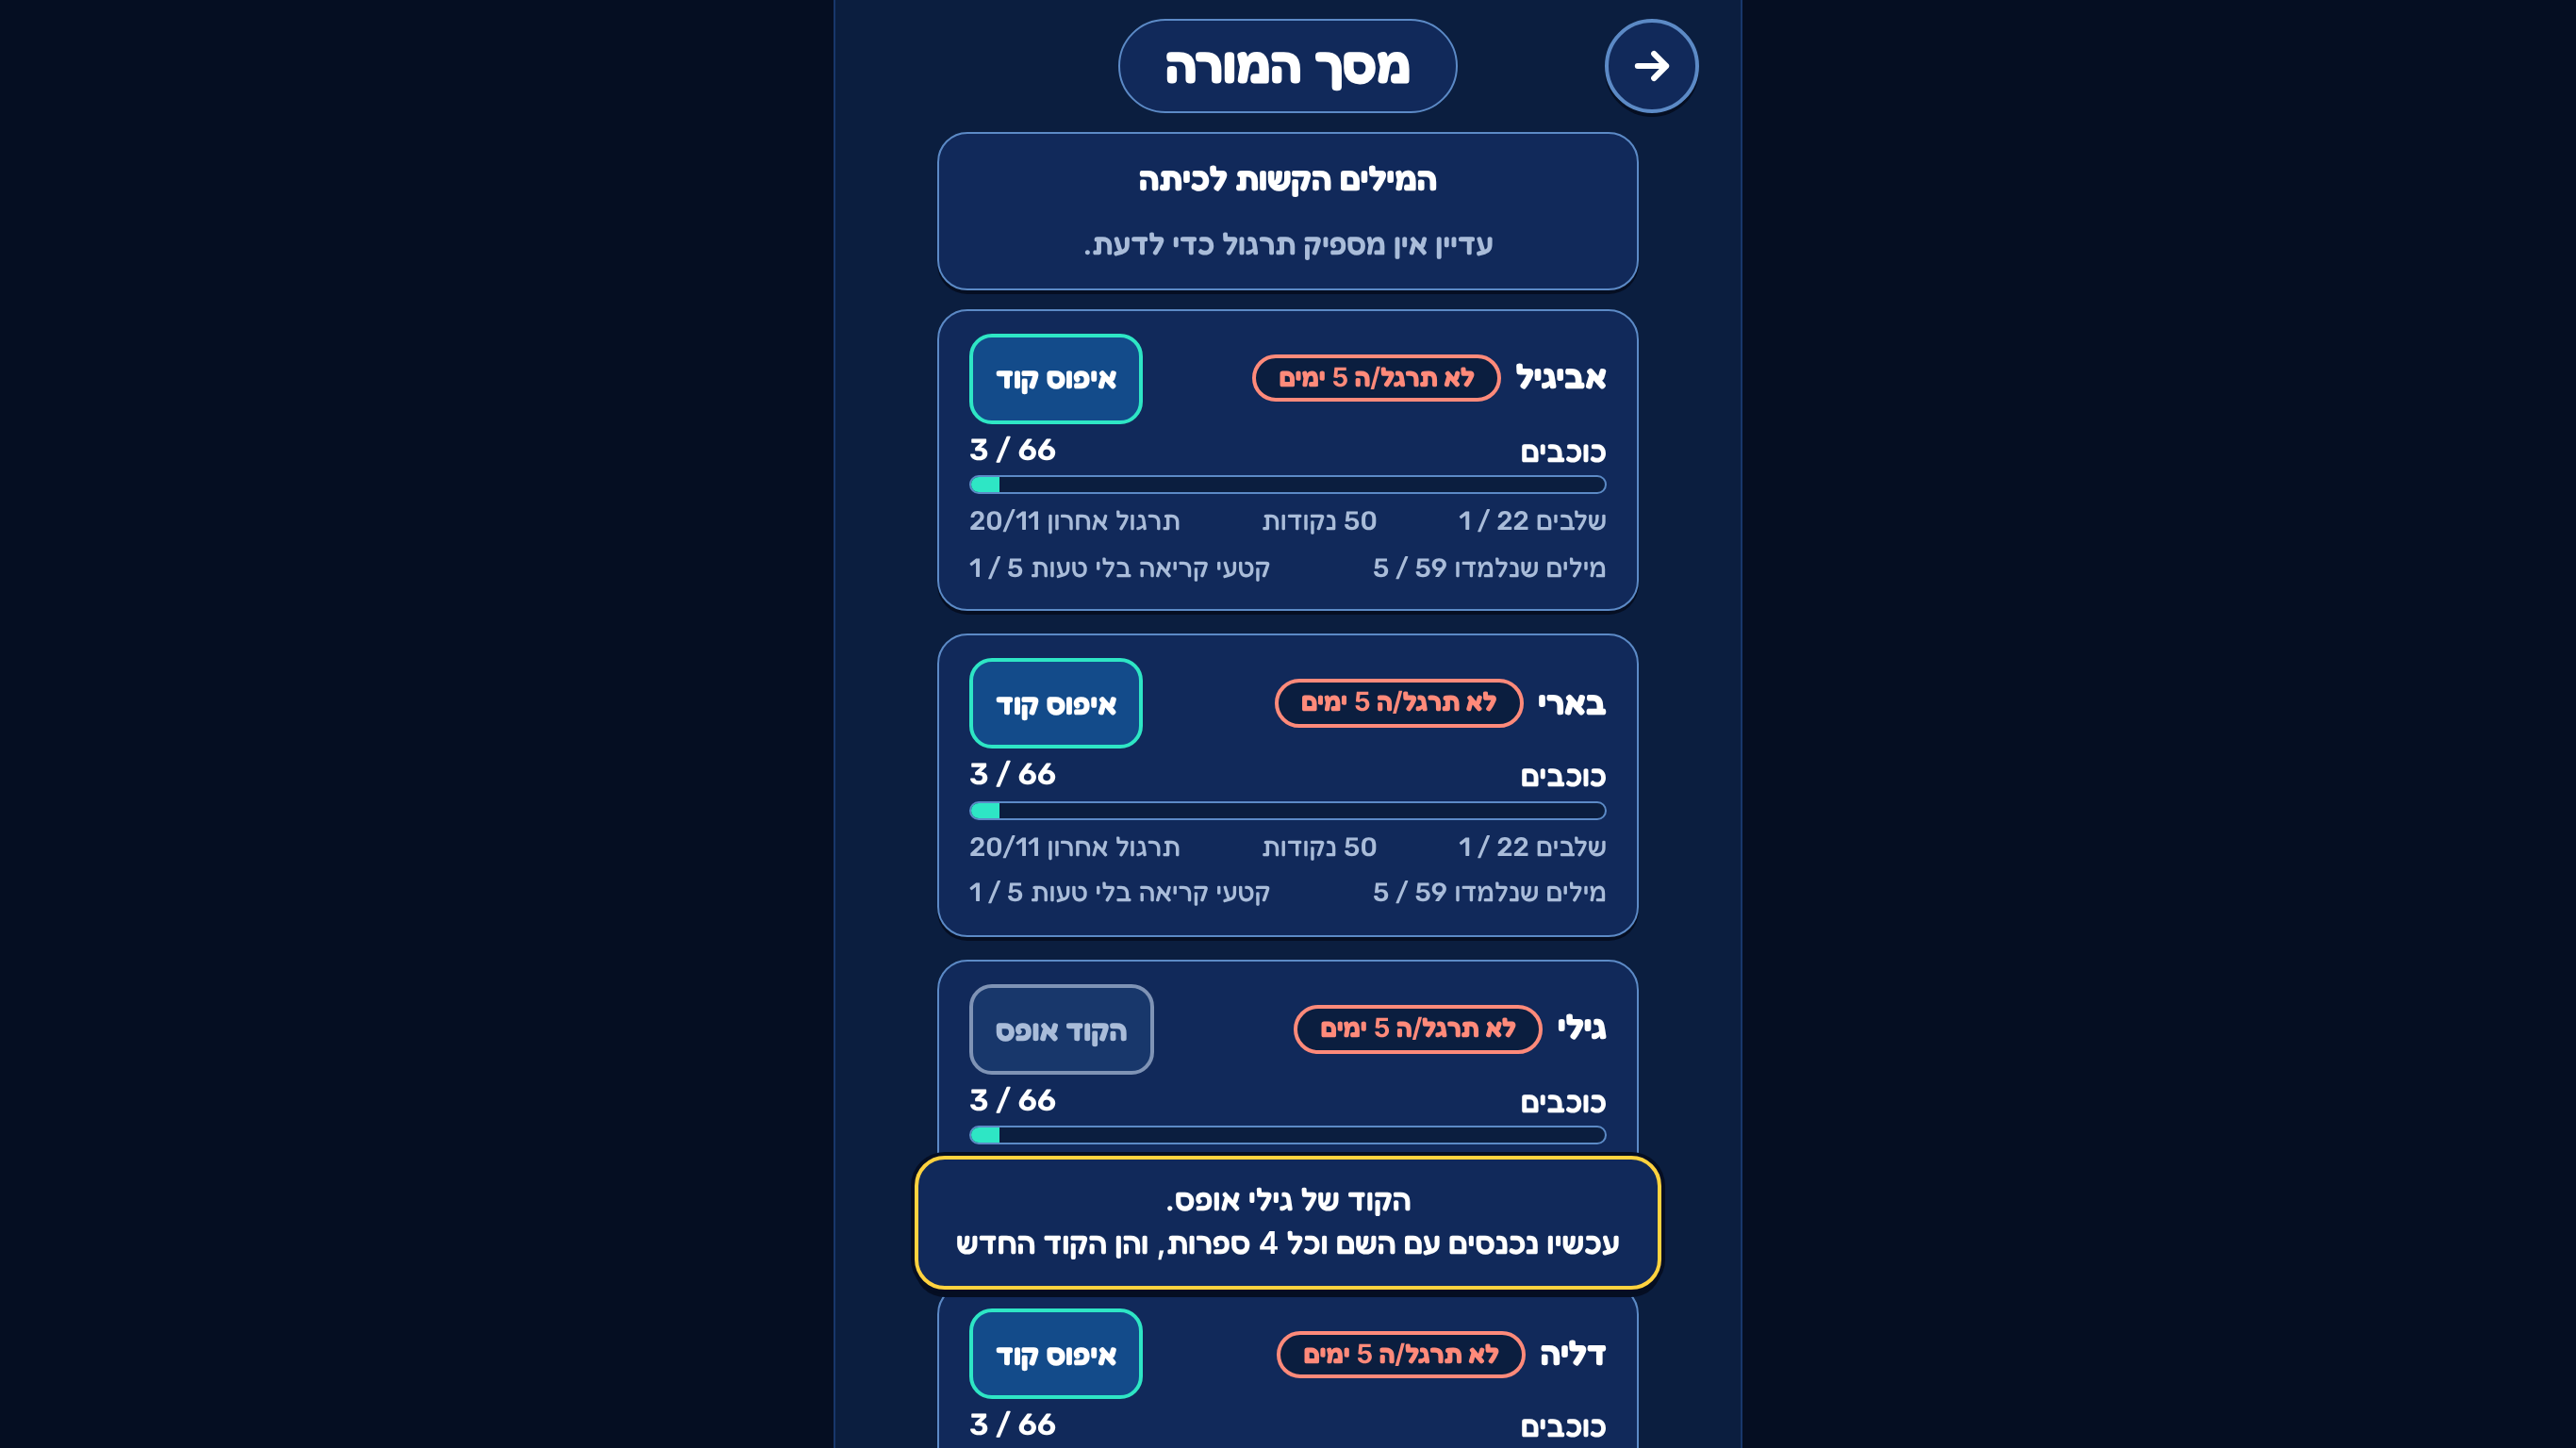 מסך המורה
המילים הקשות לכיתה
עדיין אין מספיק תרגול כדי לדעת.
אביגיל לא תרגל/ה 5 ימים איפוס קוד
כוכבים 3 / 66
שלבים 1 / 22 50 נקודות תרגול אחרון 20/11
מילים שנלמדו 5 / 59 קטעי קריאה בלי טעות 1 / 5
בארי לא תרגל/ה 5 ימים איפוס קוד
כוכבים 3 / 66
שלבים 1 / 22 50 נקודות תרגול אחרון 20/11
מילים שנלמדו 5 / 59 קטעי קריאה בלי טעות 1 / 5
גילי לא תרגל/ה 5 ימים הקוד אופס
כוכבים 3 / 66
הקוד של גילי אופס.
עכשיו נכנסים עם השם וכל 4 ספרות, והן הקוד החדש
דליה לא תרגל/ה 5 ימים איפוס קוד
כוכבים 3 / 66